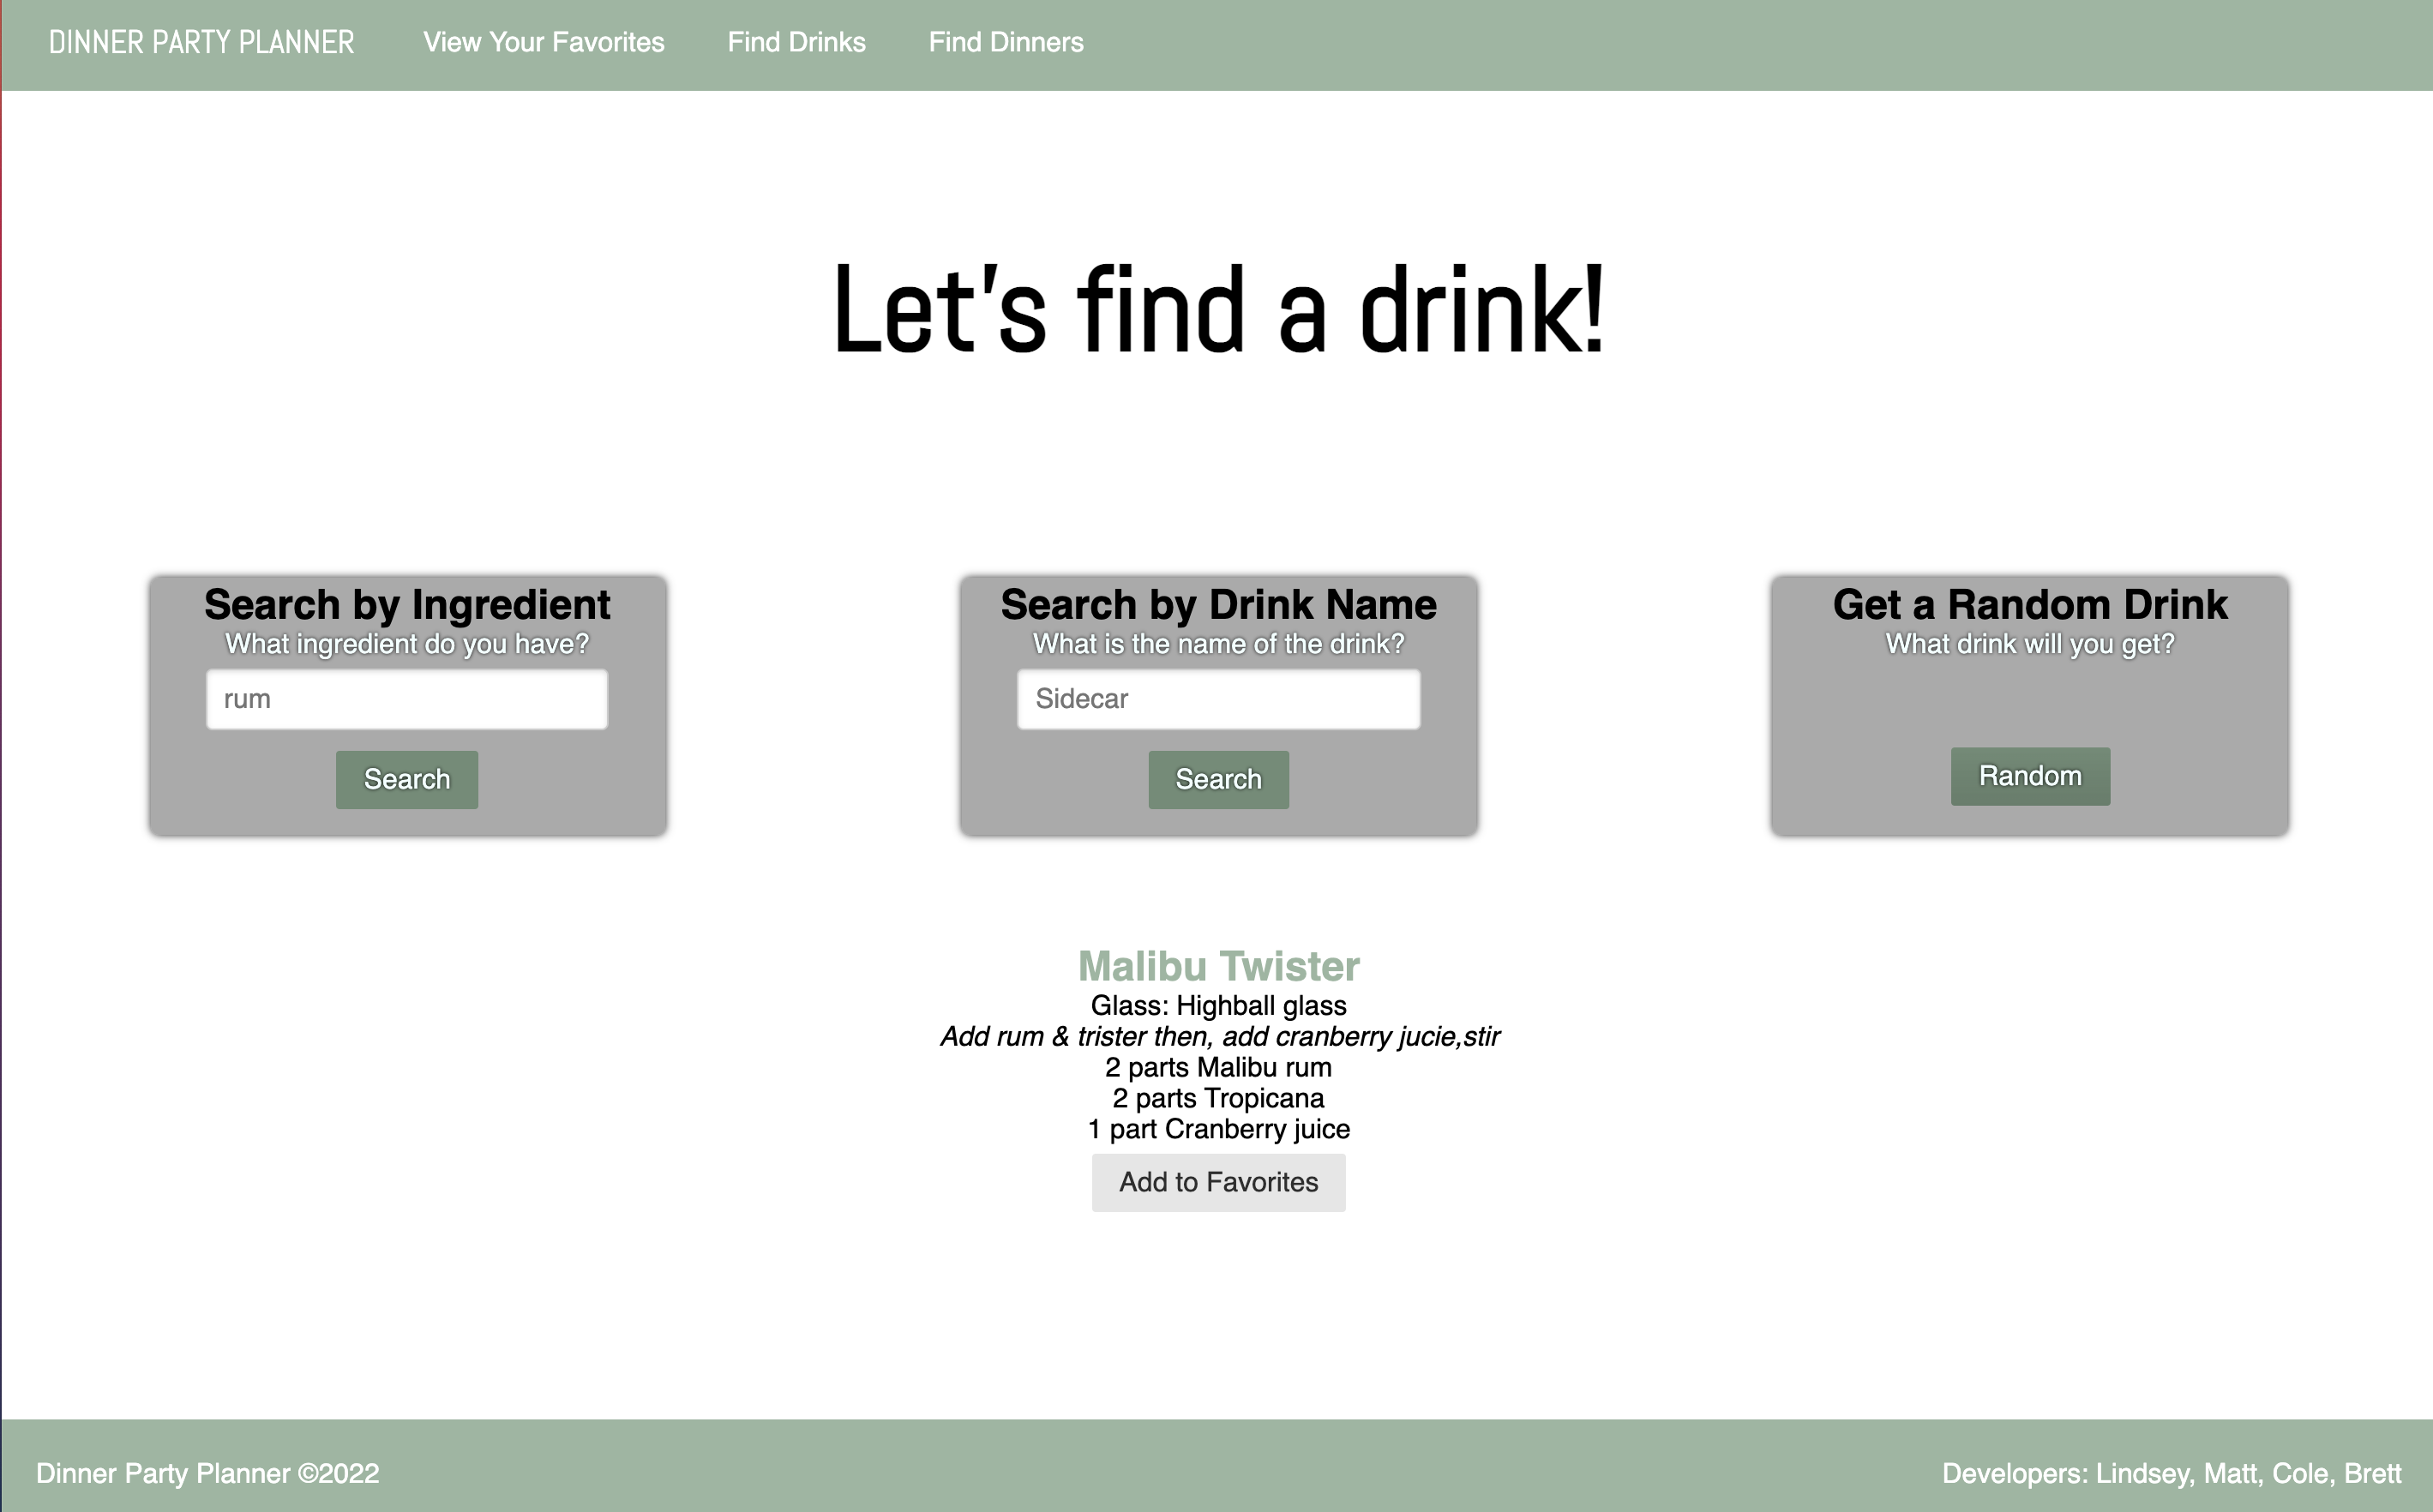 DINNER PARTY PLANNER View Your Favorites Find Drinks Find Dinners
Let's find a drink!
Search by Ingredient
What ingredient do you have?
rum
Search
Search by Drink Name
What is the name of the drink?
Sidecar
Search
Get a Random Drink
What drink will you get?
Random
Malibu Twister
Glass: Highball glass
Add rum & trister then, add cranberry jucie,stir
2 parts Malibu rum
2 parts Tropicana
1 part Cranberry juice
Add to Favorites
Dinner Party Planner ©2022
Developers: Lindsey, Matt, Cole, Brett